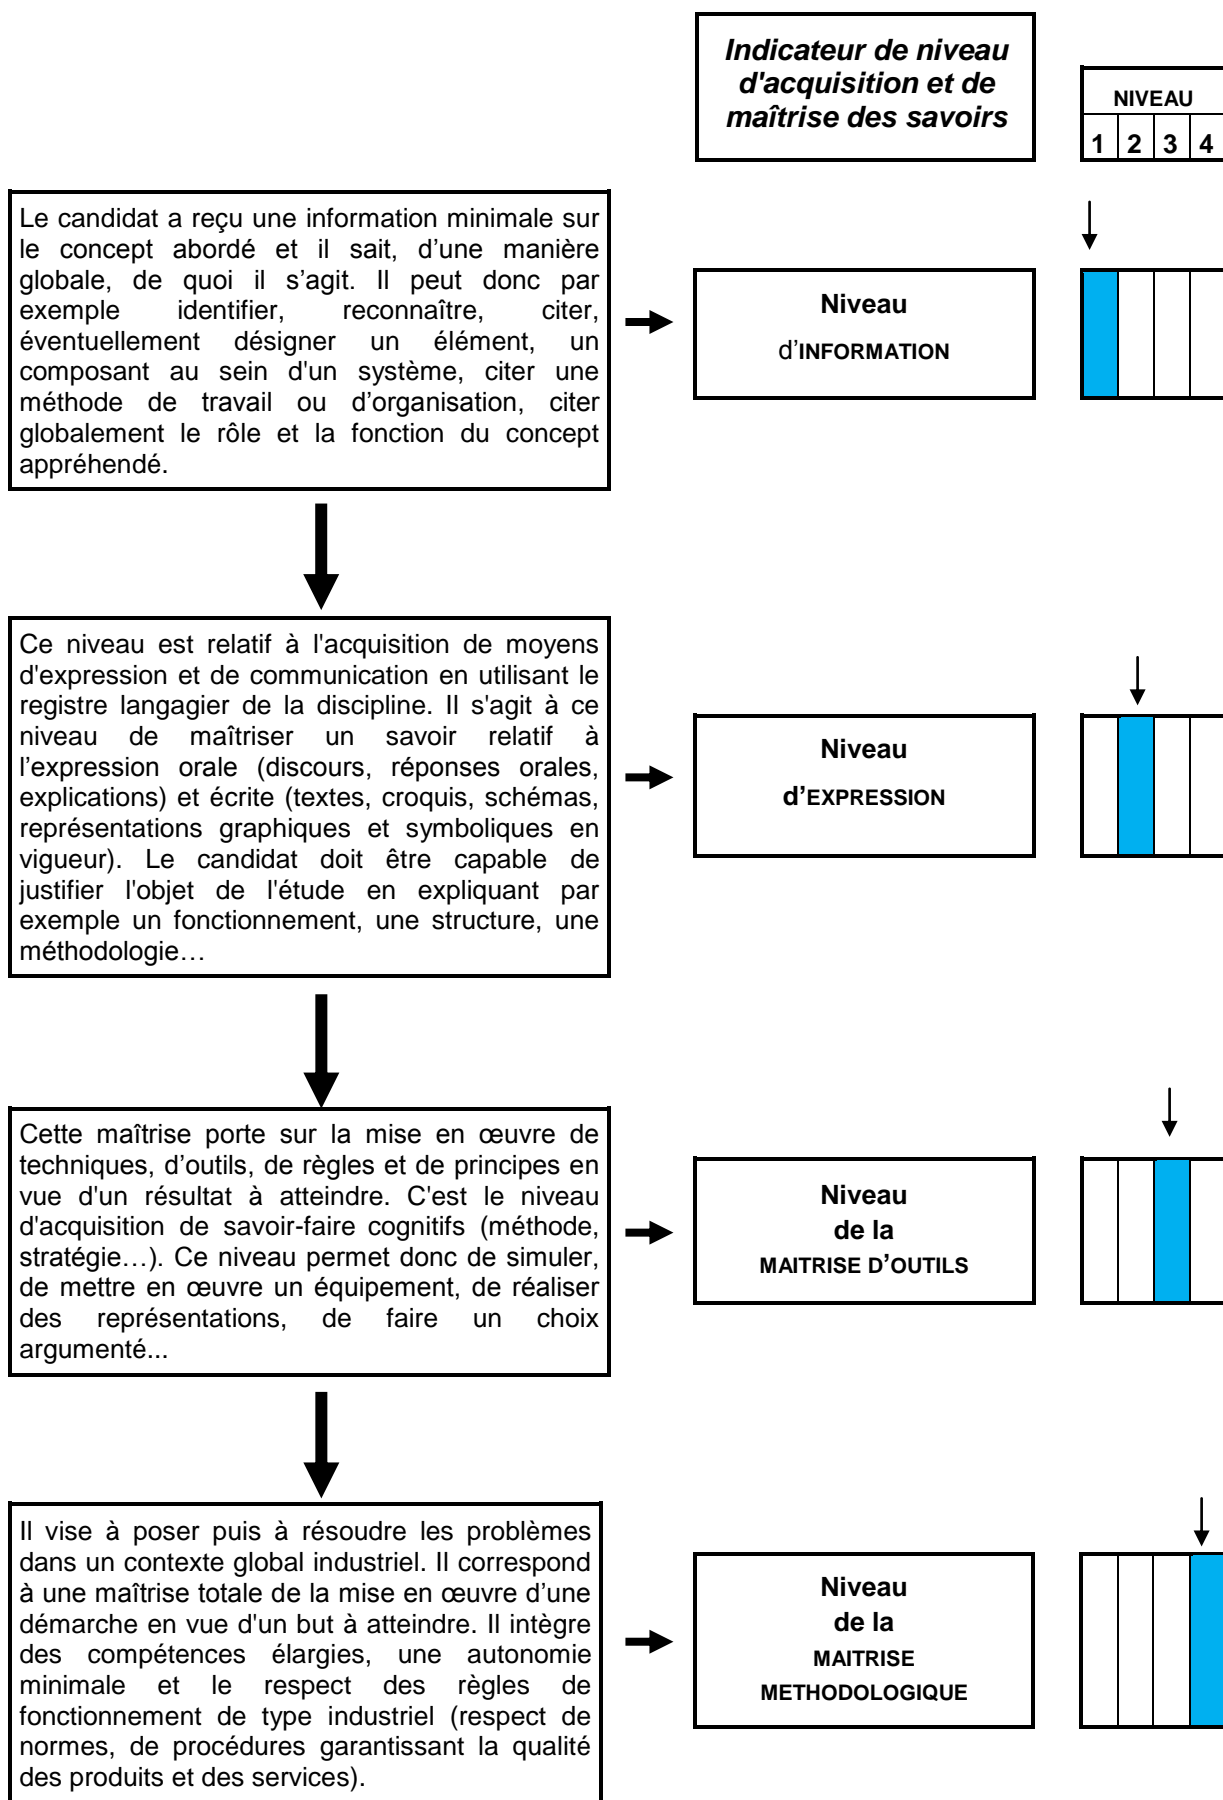 Indicateur de niveau
d'acquisition et de
maîtrise des savoirs
NIVEAU
1 2 3 4
Le candidat a reçu une information minimale sur
le concept abordé et il sait, d’une manière
globale, de quoi il s’agit. Il peut donc par
exemple identifier, reconnaître, citer,
éventuellement désigner un élément, un
composant au sein d'un système, citer une
méthode de travail ou d’organisation, citer
globalement le rôle et la fonction du concept
appréhendé.
Niveau
d’INFORMATION
Ce niveau est relatif à l'acquisition de moyens
d'expression et de communication en utilisant le
registre langagier de la discipline. Il s'agit à ce
niveau de maîtriser un savoir relatif à
l’expression orale (discours, réponses orales,
explications) et écrite (textes, croquis, schémas,
représentations graphiques et symboliques en
vigueur). Le candidat doit être capable de
justifier l'objet de l'étude en expliquant par
exemple un fonctionnement, une structure, une
méthodologie…
Niveau
d’EXPRESSION
Cette maîtrise porte sur la mise en œuvre de
techniques, d’outils, de règles et de principes en
vue d'un résultat à atteindre. C'est le niveau
d'acquisition de savoir-faire cognitifs (méthode,
stratégie…). Ce niveau permet donc de simuler,
de mettre en œuvre un équipement, de réaliser
des représentations, de faire un choix
argumenté...
Niveau
de la
MAITRISE D’OUTILS
Il vise à poser puis à résoudre les problèmes
dans un contexte global industriel. Il correspond
à une maîtrise totale de la mise en œuvre d’une
démarche en vue d'un but à atteindre. Il intègre
des compétences élargies, une autonomie
minimale et le respect des règles de
fonctionnement de type industriel (respect de
normes, de procédures garantissant la qualité
des produits et des services).
Niveau
de la
MAITRISE
METHODOLOGIQUE